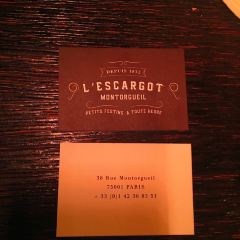 DEPUIS 1832
L'ESCARGOT
MONTORGUEIL
PETITS FESTINS À TOUTE HEURE
38 Rue Montorgueil
75001 PARIS
+ 33 (0)1 42 36 83 51